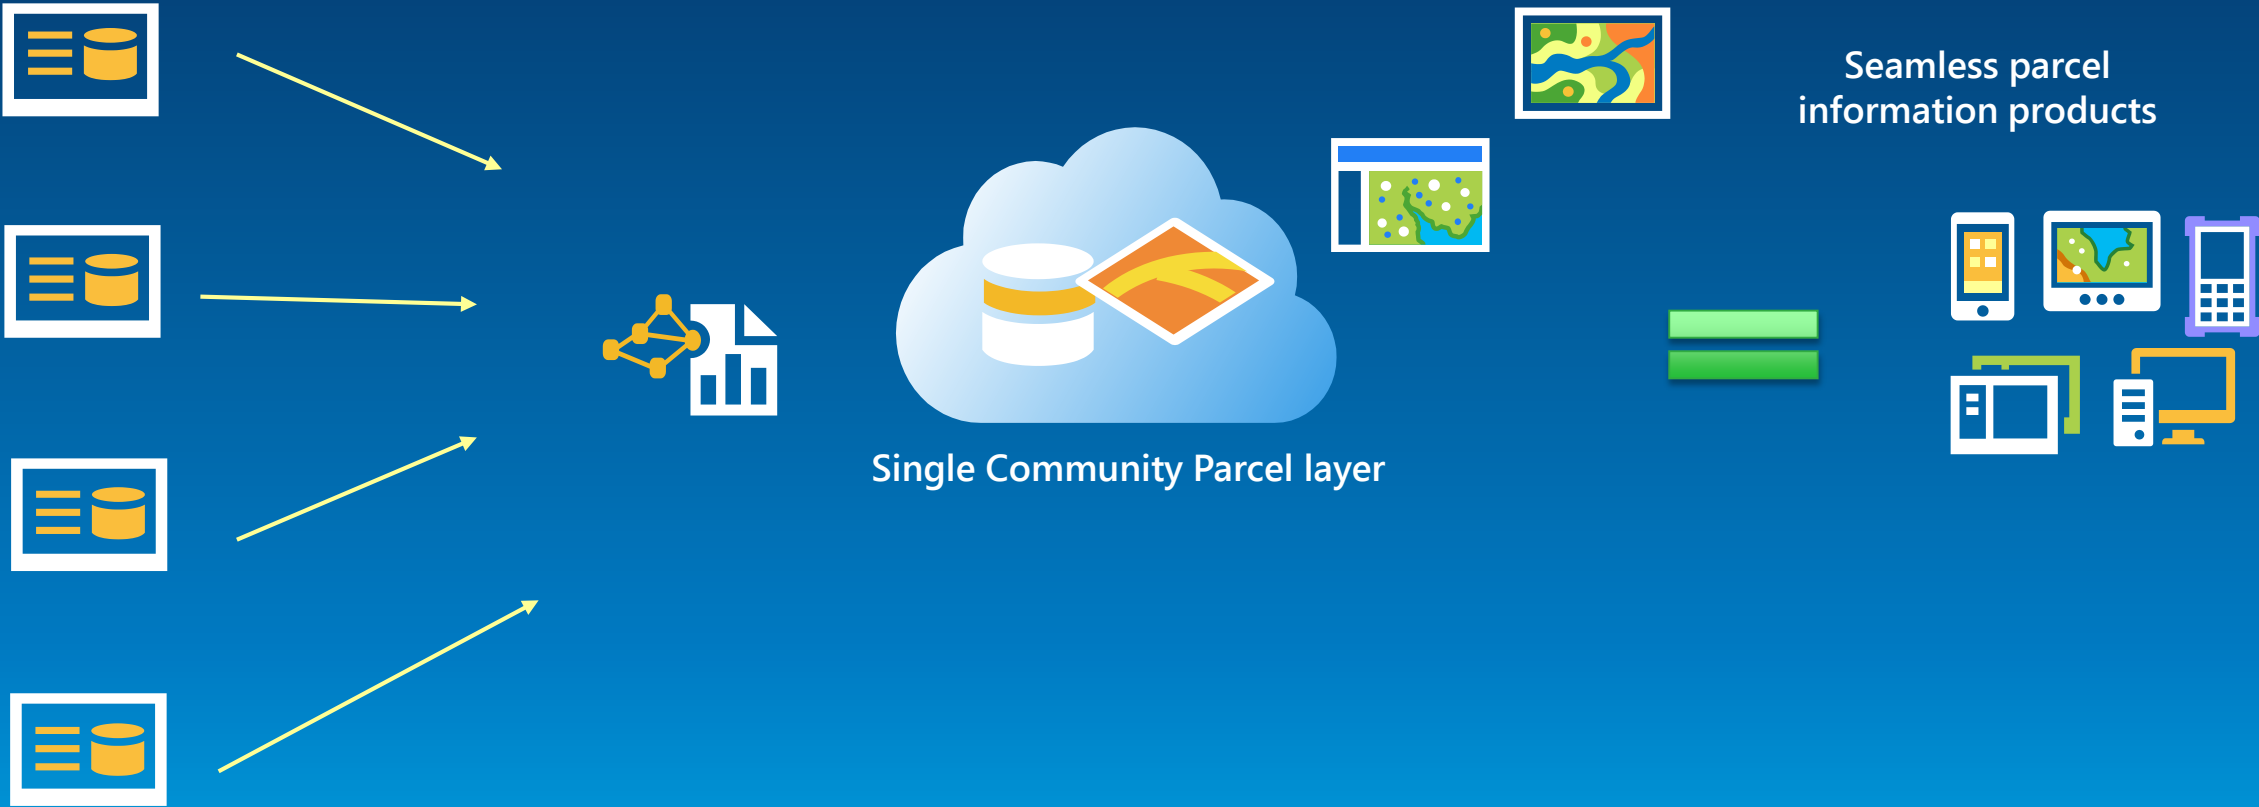 Seamless parcel
information products
Single Community Parcel layer